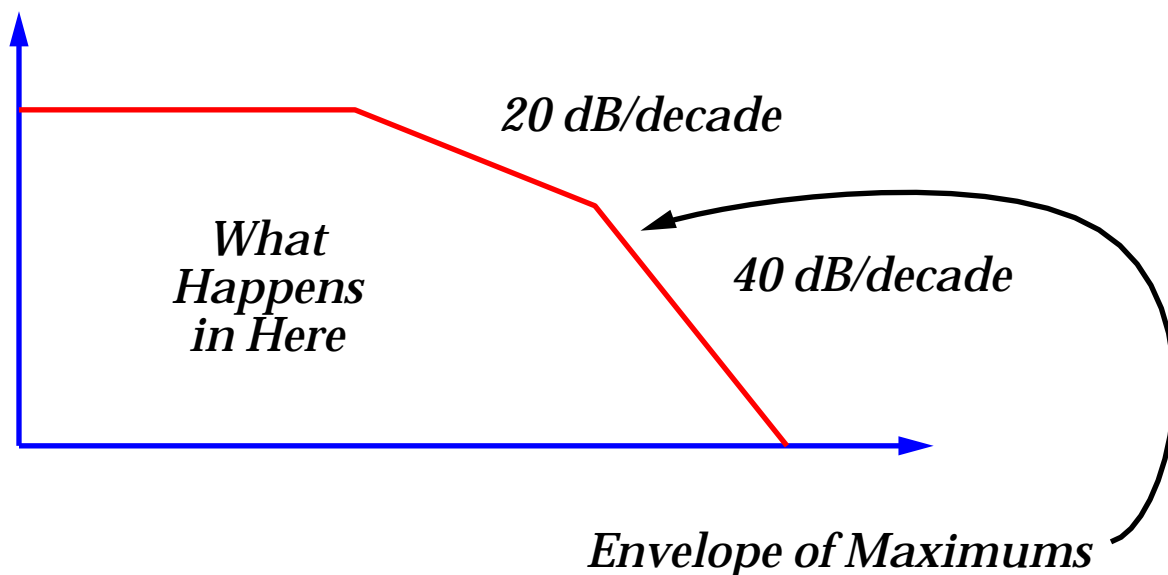 20 dB/decade
What
Happens
in Here
40 dB/decade
Envelope of Maximums